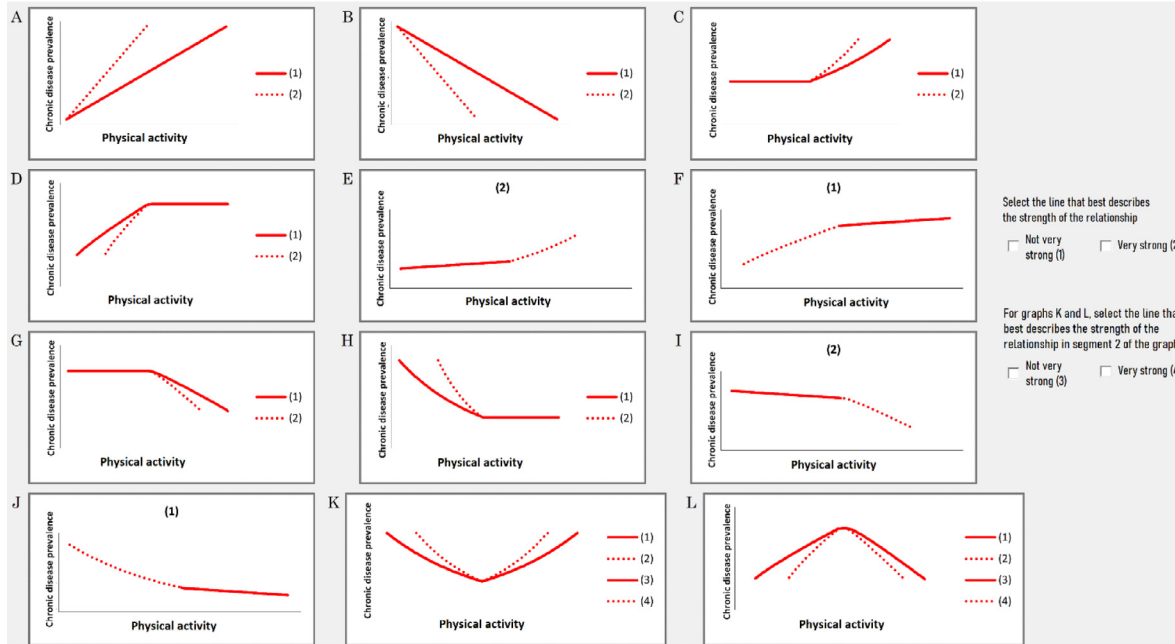 A
Chronic disease prevalence
Physical activity
(1)
(2)
B
Chronic disease prevalence
Physical activity
(1)
(2)
C
Chronic disease prevalence
Physical activity
(1)
(2)
D
Chronic disease prevalence
Physical activity
(1)
(2)
E
(2)
Chronic disease prevalence
Physical activity
F
(1)
Chronic disease prevalence
Physical activity
Select the line that best describes
the strength of the relationship
Not very
strong (1)
Very strong (2
For graphs K and L, select the line tha
best describes the strength of the
relationship in segment 2 of the graph
Not very
strong (3)
Very strong (4
G
Chronic disease prevalence
Physical activity
(1)
(2)
H
Chronic disease prevalence
Physical activity
(1)
(2)
I
(2)
Chronic disease prevalence
Physical activity
J
(1)
Chronic disease prevalence
Physical activity
K
Chronic disease prevalence
Physical activity
(1)
(2)
(3)
(4)
L
Chronic disease prevalence
Physical activity
(1)
(2)
(3)
(4)